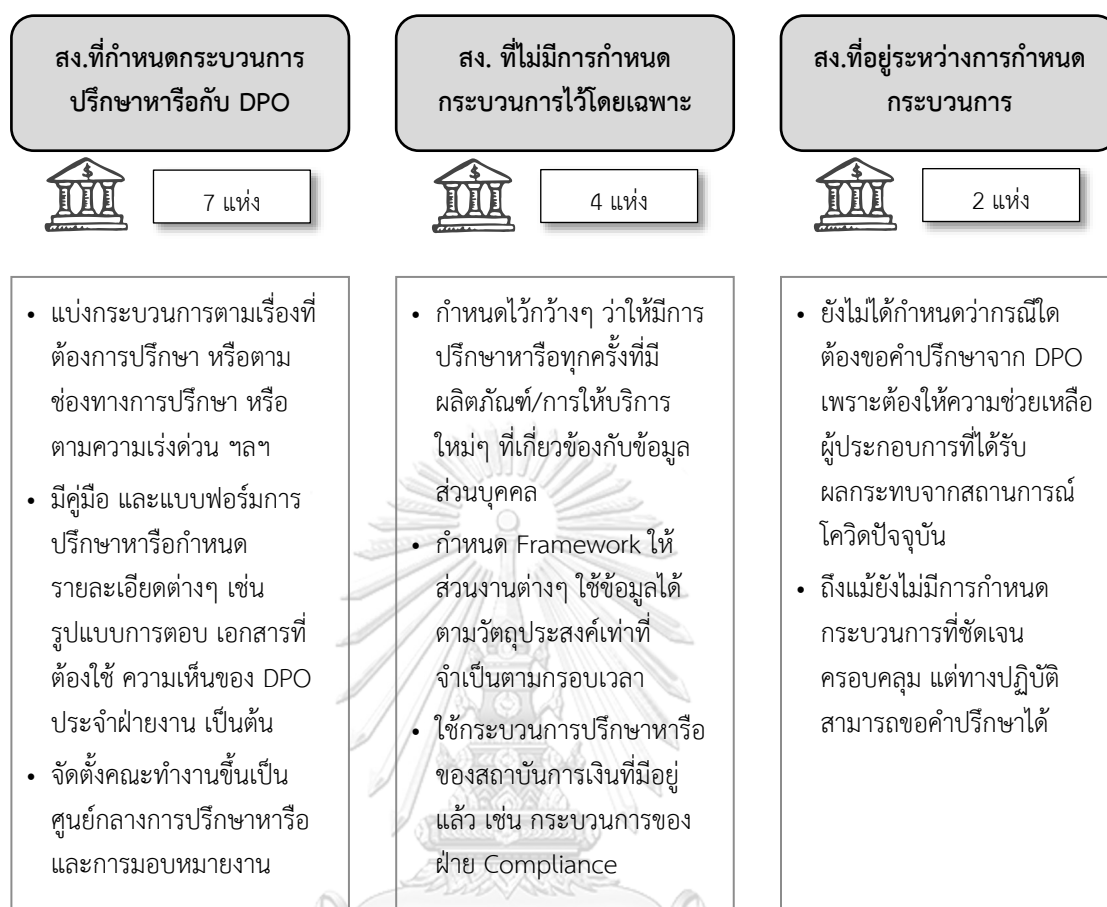 สง.ที่กำหนดกระบวนการ
ปรึกษาหารือกับ DPO
7 แห่ง
• แบ่งกระบวนการตามเรื่องที่
ต้องการปรึกษา หรือตาม
ช่องทางการปรึกษา หรือ
ตามความเร่งด่วน ฯลฯ
• มีคู่มือ และแบบฟอร์มการ
ปรึกษาหารือกำหนด
รายละเอียดต่างๆ เช่น
รูปแบบการตอบ เอกสารที่
ต้องใช้ ความเห็นของ DPO
ประจำฝ่ายงาน เป็นต้น
• จัดตั้งคณะทำงานขึ้นเป็น
ศูนย์กลางการปรึกษาหารือ
และการมอบหมายงาน
สง. ที่ไม่มีการกำหนด
กระบวนการไว้โดยเฉพาะ
4 แห่ง
• กำหนดไว้กว้างๆ ว่าให้มีการ
ปรึกษาหารือทุกครั้งที่มี
ผลิตภัณฑ์/การให้บริการ
ใหม่ๆ ที่เกี่ยวข้องกับข้อมูล
ส่วนบุคคล
• กำหนด Framework ให้
ส่วนงานต่างๆ ใช้ข้อมูลได้
ตามวัตถุประสงค์เท่าที่
จำเป็นตามกรอบเวลา
• ใช้กระบวนการปรึกษาหารือ
ของสถาบันการเงินที่มีอยู่
แล้ว เช่น กระบวนการของ
ฝ่าย Compliance
สง.ที่อยู่ระหว่างการกำหนด
กระบวนการ
2 แห่ง
• ยังไม่ได้กำหนดว่ากรณีใด
ต้องขอคำปรึกษาจาก DPO
เพราะต้องให้ความช่วยเหลือ
ผู้ประกอบการที่ได้รับ
ผลกระทบจากสถานการณ์
โควิดปัจจุบัน
• ถึงแม้ยังไม่มีการกำหนด
กระบวนการที่ชัดเจน
ครอบคลุม แต่ทางปฏิบัติ
สามารถขอคำปรึกษาได้